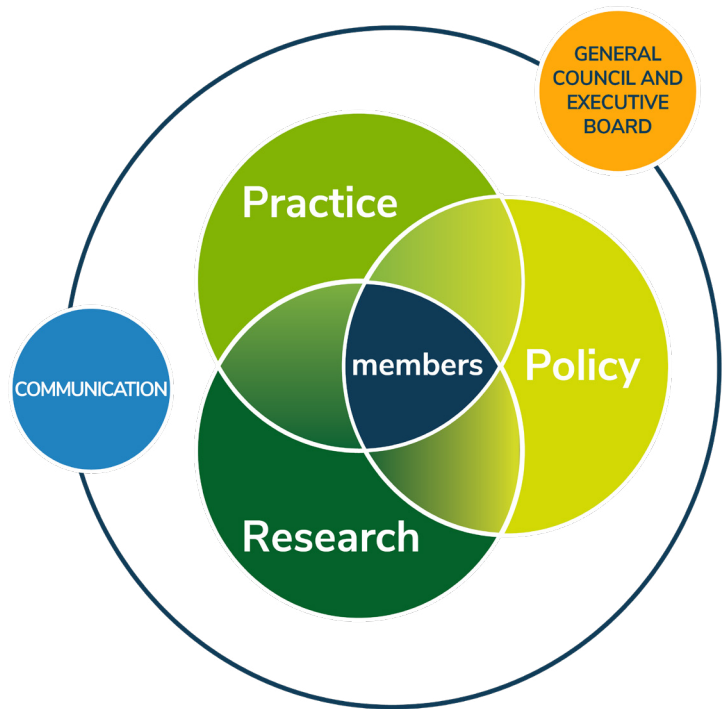 GENERAL
COUNCIL AND
EXECUTIVE
BOARD
Practice
members
Policy
COMMUNICATION
Research